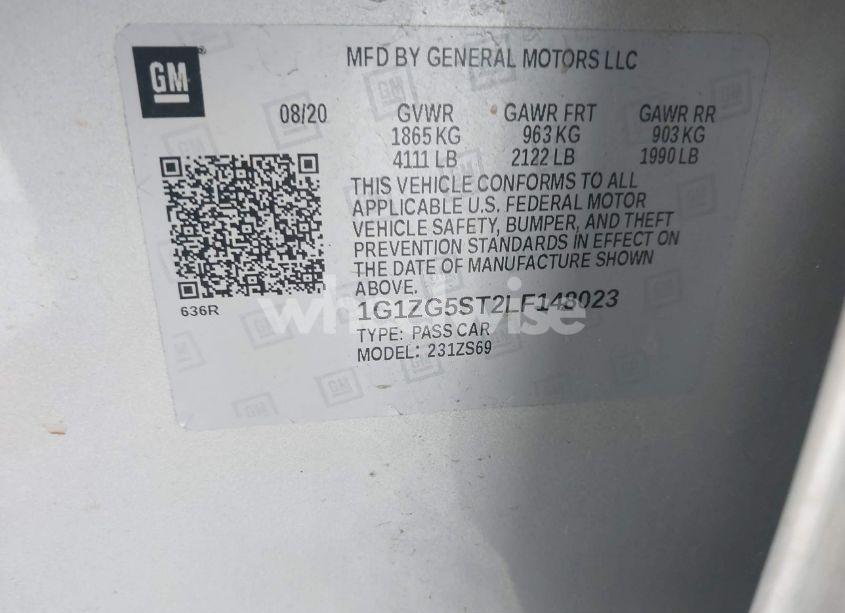 GM
MFD BY GENERAL MOTORS LLC
08/20 GVWR GAWR FRT GAWR RR
1865 KG 963 KG 903 KG
4111 LB 2122 LB 1990 LB
THIS VEHICLE CONFORMS TO ALL
APPLICABLE U.S. FEDERAL MOTOR
VEHICLE SAFETY, BUMPER, AND THEFT
PREVENTION STANDARDS IN EFFECT ON
THE DATE OF MANUFACTURE SHOWN
ABOVE.
636R
1G1ZG5ST2LF148023
TYPE: PASS CAR
MODEL: 231ZS69